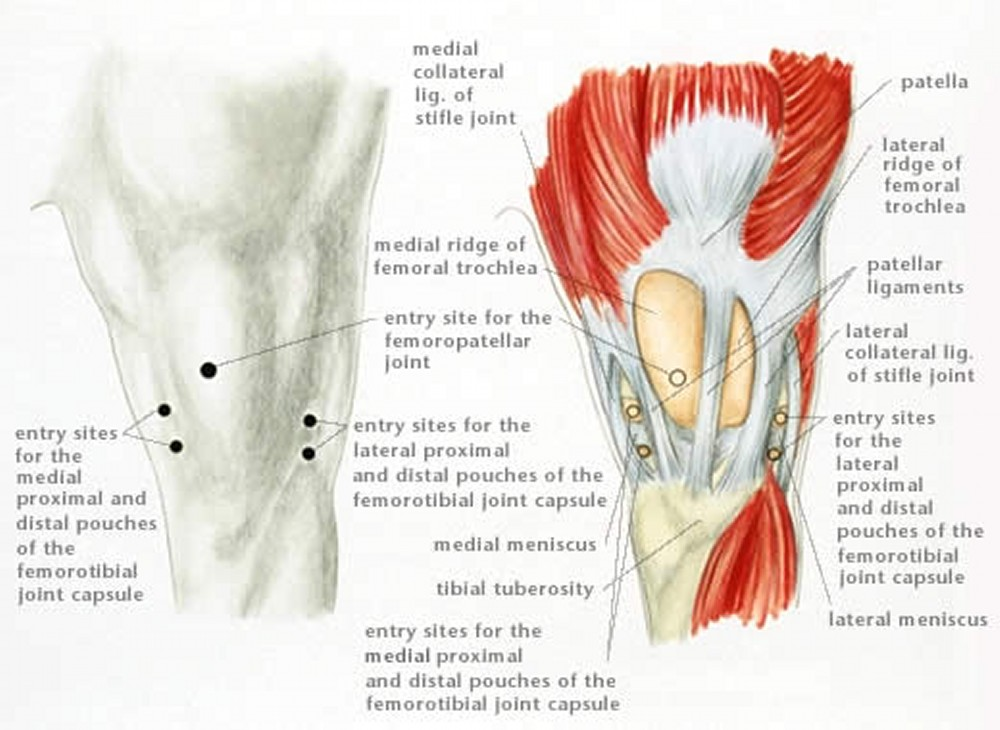 medial
collateral
lig. of
stifle joint
patella
lateral
ridge of
femoral
trochlea
medial ridge of
femoral trochlea
patellar
ligaments
entry site for the
femoropatellar
joint
lateral
collateral lig.
of stifle joint
entry sites
for the
medial
proximal and
distal pouches
of the
femorotibial
joint capsule
entry sites for the
lateral proximal
and distal pouches of the
femorotibial joint capsule
entry sites
for the
lateral
proximal
and distal
pouches of the
femorotibial
joint capsule
medial meniscus
tibial tuberosity
lateral meniscus
entry sites for the
medial proximal
and distal pouches of the
femorotibial joint capsule